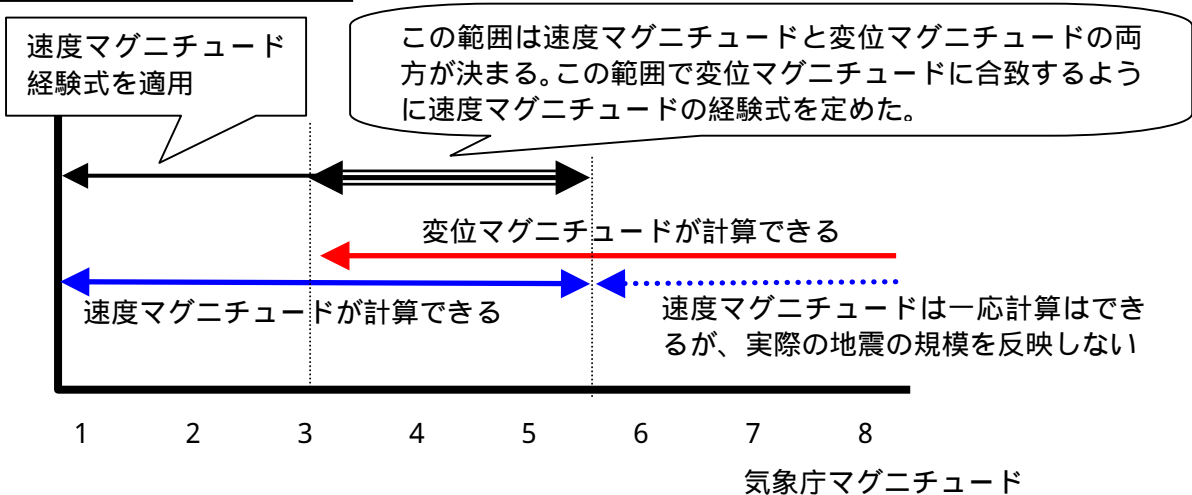 速度マグニチュード
経験式を適用
この範囲は速度マグニチュードと変位マグニチュードの両
方が決まる。この範囲で変位マグニチュードに合致するよう
に速度マグニチュードの経験式を定めた。
変位マグニチュードが計算できる
速度マグニチュードが計算できる
速度マグニチュードは一応計算はでき
るが、実際の地震の規模を反映しない
1 2 3 4 5 6 7 8
気象庁マグニチュード